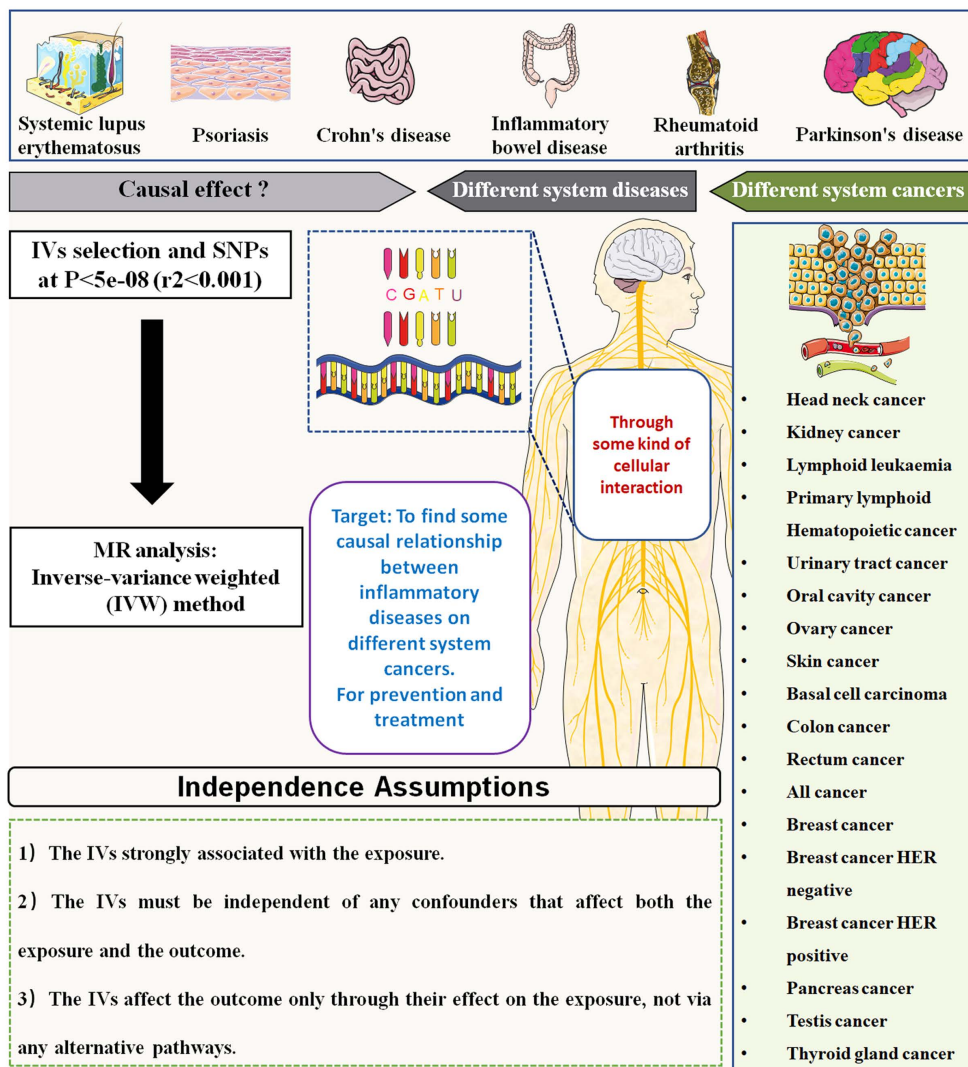 Systemic lupus
erythematosus
Psoriasis
Crohn's disease
Inflammatory
bowel disease
Rheumatoid
arthritis
Parkinson's disease
Causal effect ?
Different system diseases
Different system cancers
IVs selection and SNPs
at P<5e-08 (r2<0.001)
C G A T U
MR analysis:
Inverse-variance weighted
(IVW) method
Through
some kind of
cellular
interaction
Target: To find some
causal relationship
between
inflammatory
diseases on
different system
cancers.
For prevention and
treatment
• Head neck cancer
• Kidney cancer
• Lymphoid leukaemia
• Primary lymphoid
• Hematopoietic cancer
• Urinary tract cancer
• Oral cavity cancer
• Ovary cancer
• Skin cancer
• Basal cell carcinoma
• Colon cancer
• Rectum cancer
• All cancer
• Breast cancer
• Breast cancer HER
negative
• Breast cancer HER
positive
• Pancreas cancer
• Testis cancer
• Thyroid gland cancer
Independence Assumptions
1）The IVs strongly associated with the exposure.
2）The IVs must be independent of any confounders that affect both the
exposure and the outcome.
3）The IVs affect the outcome only through their effect on the exposure, not via
any alternative pathways.